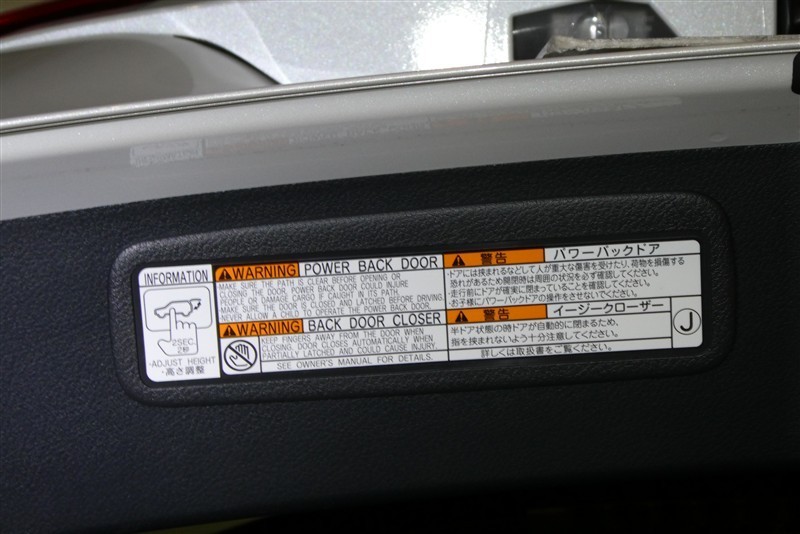 INFORMATION
2SEC.
2秒
・ADJUST HEIGHT
・高さ調整
WARNING POWER BACK DOOR
・MAKE SURE THE PATH IS CLEAR BEFORE OPENING OR
CLOSING THE DOOR. POWER BACK DOOR COULD INJURE
PEOPLE OR DAMAGE CARGO IF CAUGHT IN ITS PATH.
・MAKE SURE THE DOOR IS CLOSED AND LATCHED BEFORE DRIVING.
・NEVER ALLOW A CHILD TO OPERATE THE POWER BACK DOOR.
WARNING BACK DOOR CLOSER
KEEP FINGERS AWAY FROM THE DOOR WHEN
CLOSING. DOOR CLOSES AUTOMATICALLY WHEN
PARTIALLY LATCHED AND COULD CAUSE INJURY.
SEE OWNER'S MANUAL FOR DETAILS.
警告 パワーバックドア
・ドアには挟まれるなどして人が重大な傷害を受けたり、荷物を損傷する
恐れがあるため開閉時は周囲の状況を必ず確認してください。
・走行前にドアが確実に閉まっていることを確認してください。
・お子様にパワーバックドアの操作をさせないでください。
警告 イージークローザー
半ドア状態の時ドアが自動的に閉まるため、
指を挟まれないよう十分注意してください。
詳しくは取扱書をご覧ください。
J